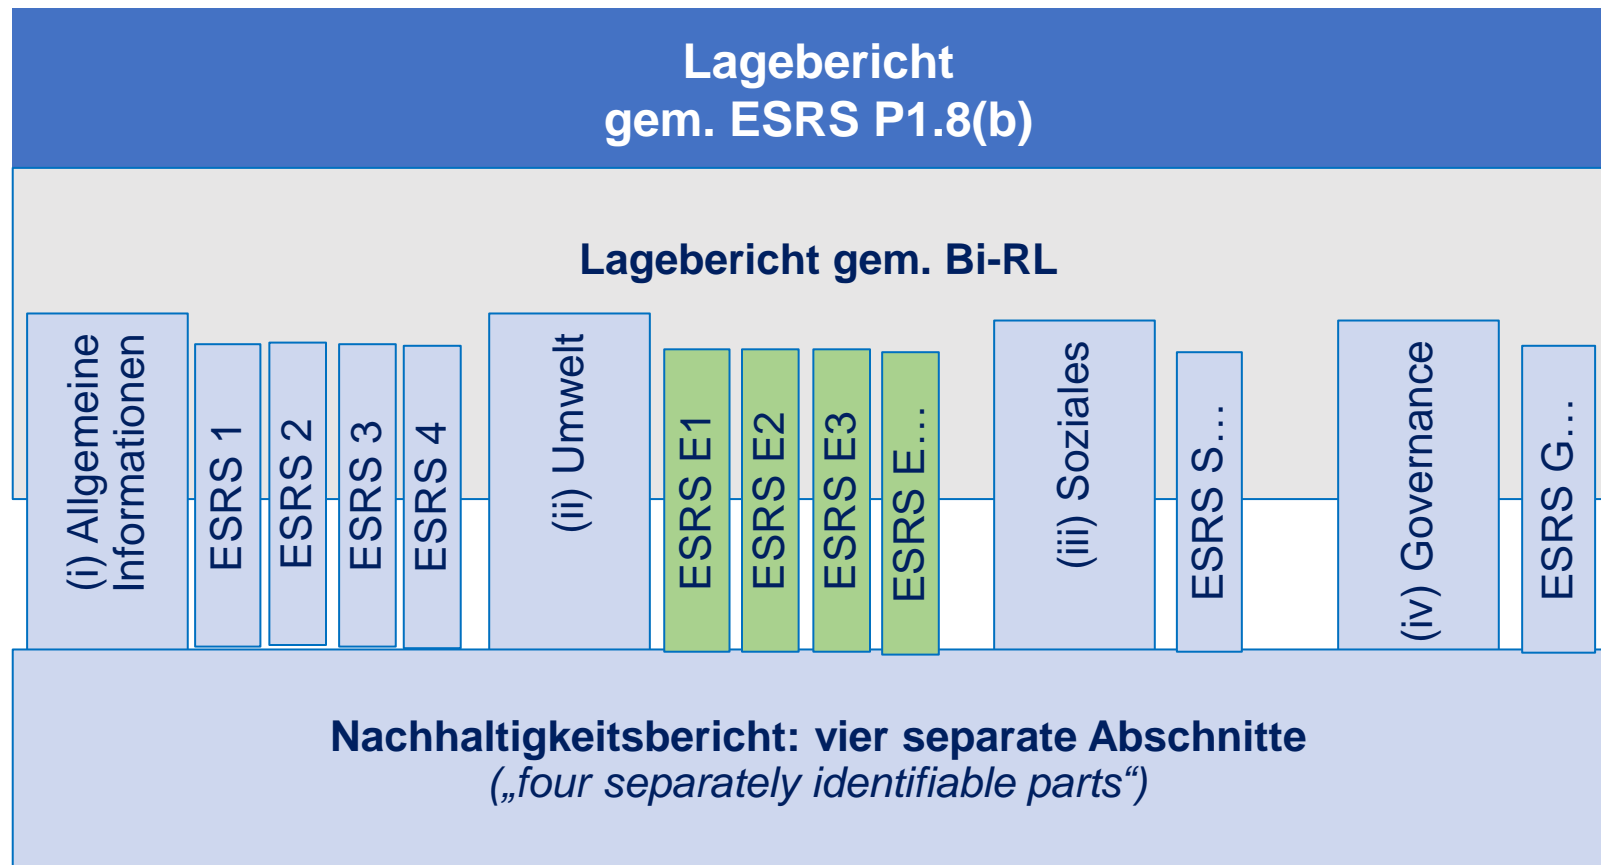 Lagebericht
gem. ESRS P1.8(b)
Lagebericht gem. Bi-RL
(i) Allgemeine
Informationen
ESRS 1
ESRS 2
ESRS 3
ESRS 4
(ii) Umwelt
ESRS E1
ESRS E2
ESRS E3
ESRS E…
(iii) Soziales
ESRS S…
(iv) Governance
ESRS G…
Nachhaltigkeitsbericht: vier separate Abschnitte
(„four separately identifiable parts“)